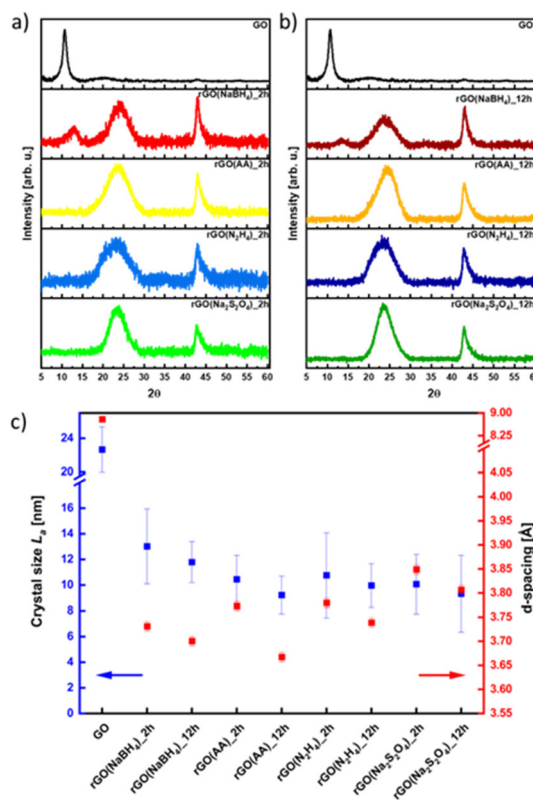 a)
GO
rGO(NaBH₄)_2h
rGO(AA)_2h
rGO(N₂H₄)_2h
rGO(Na₂S₂O₄)_2h
Intensity [arb. u.]
5 10 15 20 25 30 35 40 45 50 55 60
2θ
b)
GO
rGO(NaBH₄)_12h
rGO(AA)_12h
rGO(N₂H₄)_12h
rGO(Na₂S₂O₄)_12h
Intensity [arb. u.]
5 10 15 20 25 30 35 40 45 50 55 60
2θ
c)
Crystal size Lₐ [nm]
24
20
16
14
12
10
8
6
4
2
0
d-spacing [Å]
9.00
8.25
4.05
4.00
3.95
3.90
3.85
3.80
3.75
3.70
3.65
3.60
3.55
GO
rGO(NaBH₄)_2h
rGO(NaBH₄)_12h
rGO(AA)_2h
rGO(AA)_12h
rGO(N₂H₄)_2h
rGO(N₂H₄)_12h
rGO(Na₂S₂O₄)_2h
rGO(Na₂S₂O₄)_12h